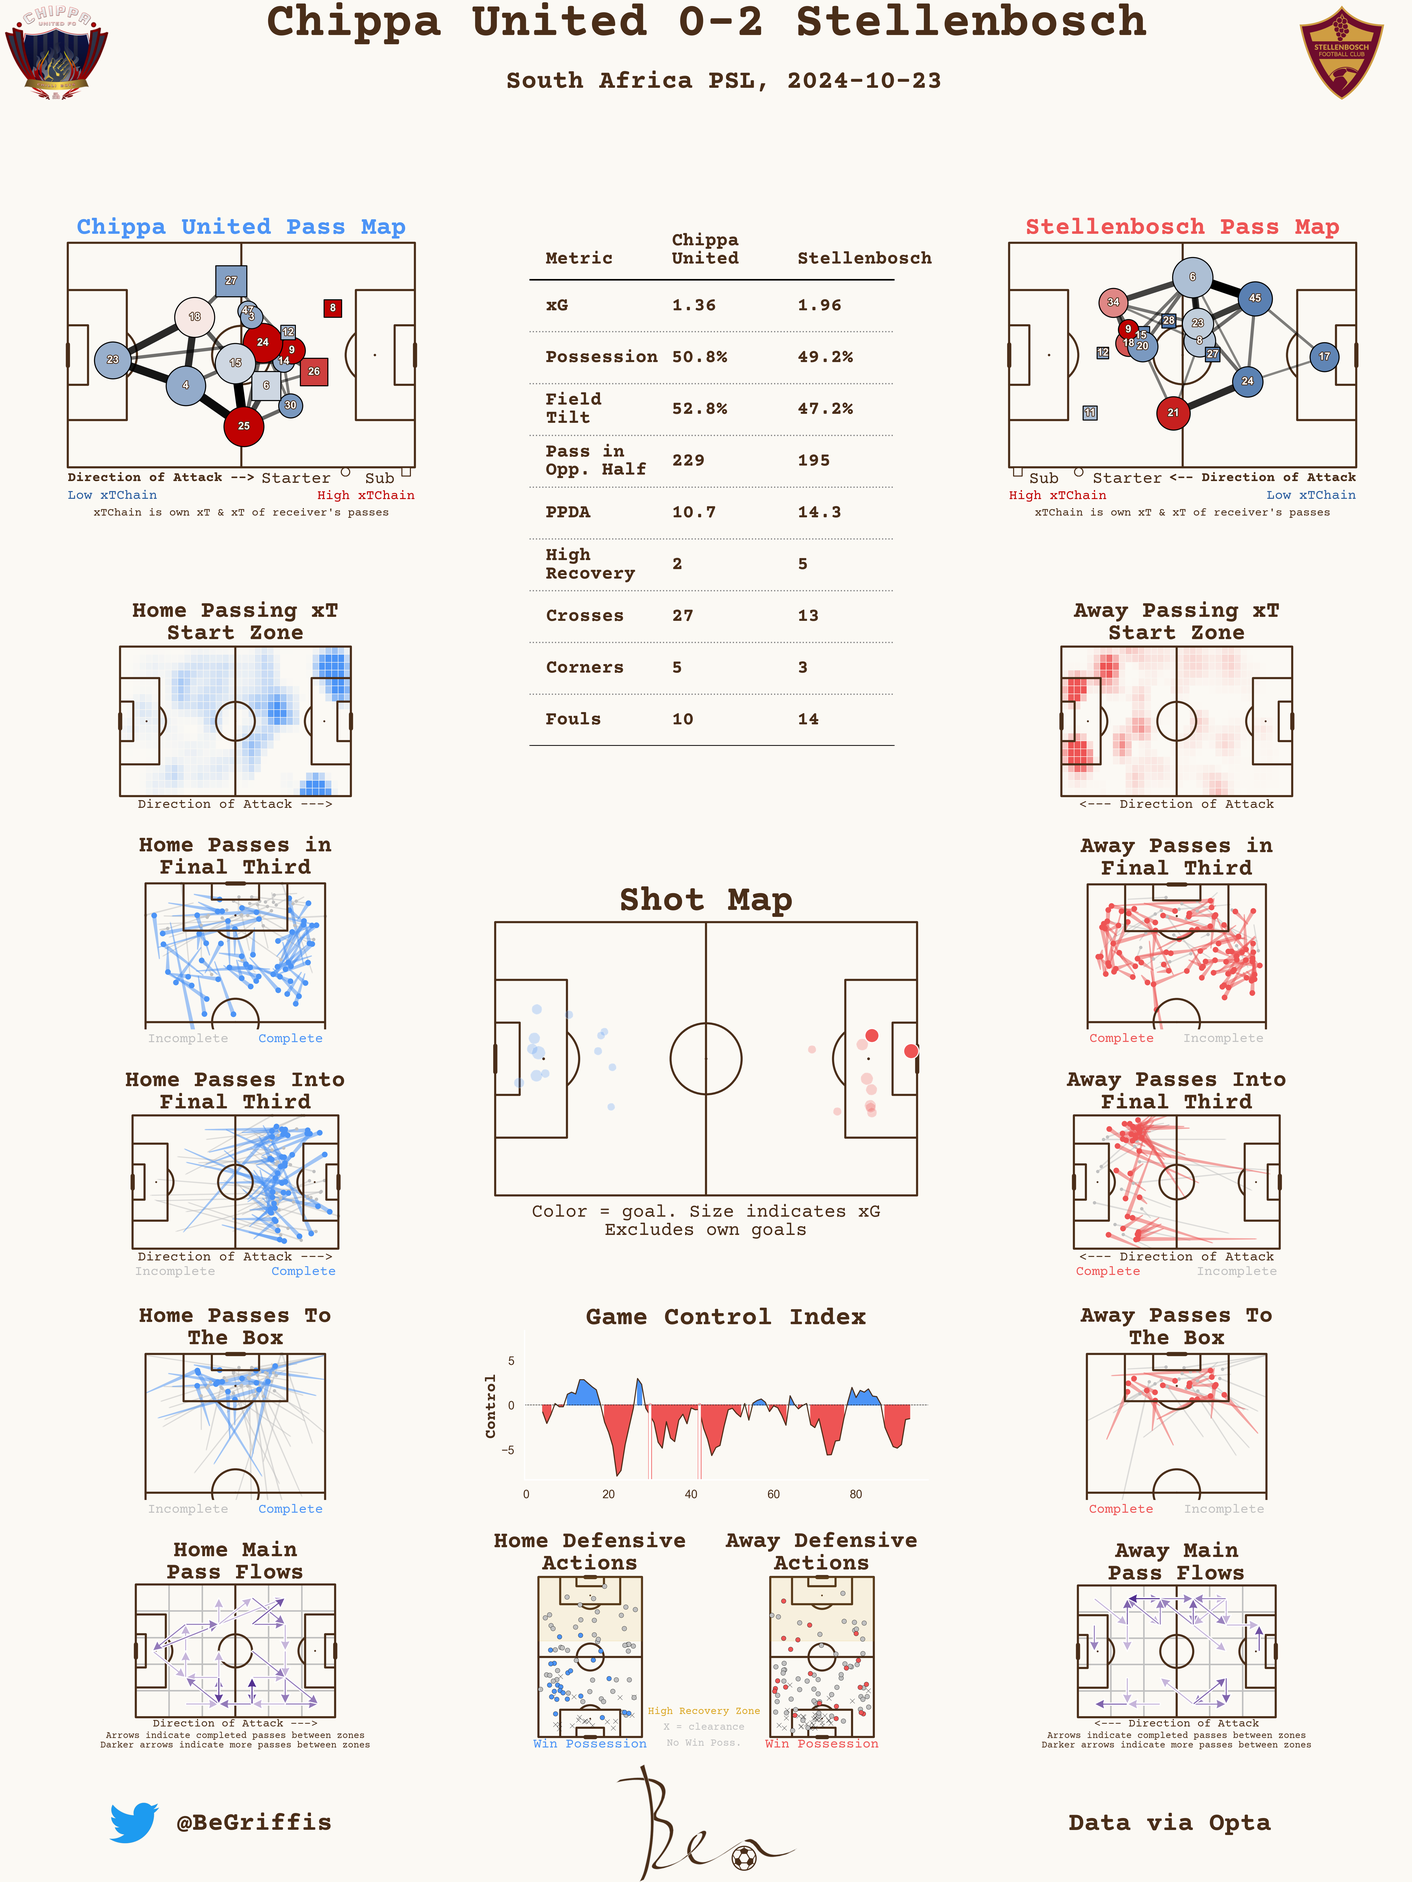 Chippa United 0-2 Stellenbosch
South Africa PSL, 2024-10-23
CHIPPA
UNITED FC
STELLENBOSCH
FOOTBALL CLUB
Chippa United Pass Map
27
8
18
47
3
12
24
9
23
15
14
26
4
6
30
25
Direction of Attack --> Starter Sub
Low xTChain High xTChain
xTChain is own xT & xT of receiver's passes
Metric Chippa United Stellenbosch
xG 1.36 1.96
Possession 50.8% 49.2%
Field Tilt 52.8% 47.2%
Pass in Opp. Half 229 195
PPDA 10.7 14.3
High Recovery 2 5
Crosses 27 13
Corners 5 3
Fouls 10 14
Stellenbosch Pass Map
6
34
45
28
23
9
15
18
20
8
12
27
17
24
11
21
Sub Starter <-- Direction of Attack
High xTChain Low xTChain
xTChain is own xT & xT of receiver's passes
Home Passing xT
Start Zone
Direction of Attack --->
Away Passing xT
Start Zone
<--- Direction of Attack
Home Passes in
Final Third
Incomplete Complete
Away Passes in
Final Third
Complete Incomplete
Shot Map
Color = goal. Size indicates xG
Excludes own goals
Home Passes Into
Final Third
Direction of Attack --->
Incomplete Complete
Away Passes Into
Final Third
<--- Direction of Attack
Complete Incomplete
Home Passes To
The Box
Incomplete Complete
Game Control Index
Control
5
0
−5
0 20 40 60 80
Away Passes To
The Box
Complete Incomplete
Home Main
Pass Flows
Direction of Attack --->
Arrows indicate completed passes between zones
Darker arrows indicate more passes between zones
Home Defensive
Actions
Win Possession
High Recovery Zone
X = clearance
No Win Poss.
Away Defensive
Actions
Win Possession
Away Main
Pass Flows
<--- Direction of Attack
Arrows indicate completed passes between zones
Darker arrows indicate more passes between zones
@BeGriffis
Ben
Data via Opta